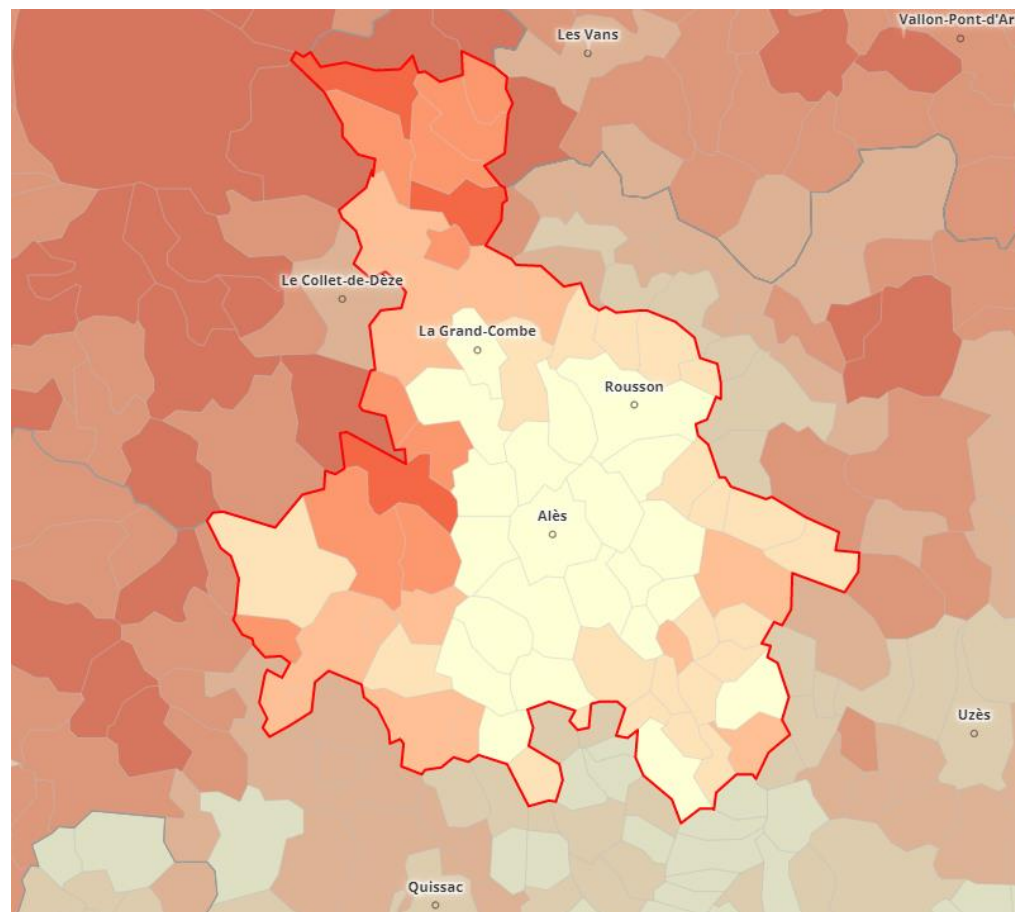 Vallon-Pont-d'Ar
Les Vans
Le Collet-de-Dèze
La Grand-Combe
Rousson
Alès
Uzès
Quissac